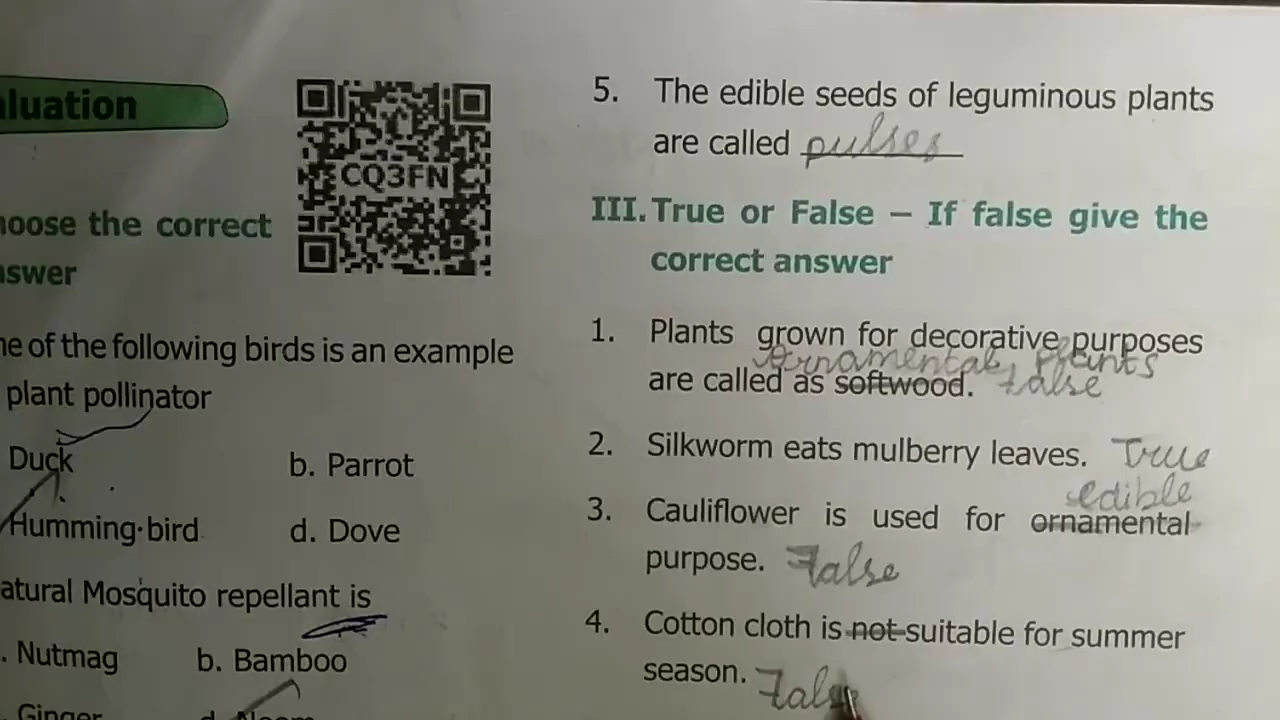 aluation
CQ3FN
hoose the correct
nswer
ne of the following birds is an example
plant pollinator
Duck
b. Parrot
Humming bird
d. Dove
atural Mosquito repellant is
. Nutmag
b. Bamboo
Ginger
d. Neem
5. The edible seeds of leguminous plants
are called pulses
III. True or False – If false give the
correct answer
1. Plants grown for decorative purposes
ornamental plants
are called as softwood. False
2. Silkworm eats mulberry leaves. True
edible
3. Cauliflower is used for ornamental
purpose. False
4. Cotton cloth is not suitable for summer
season. False